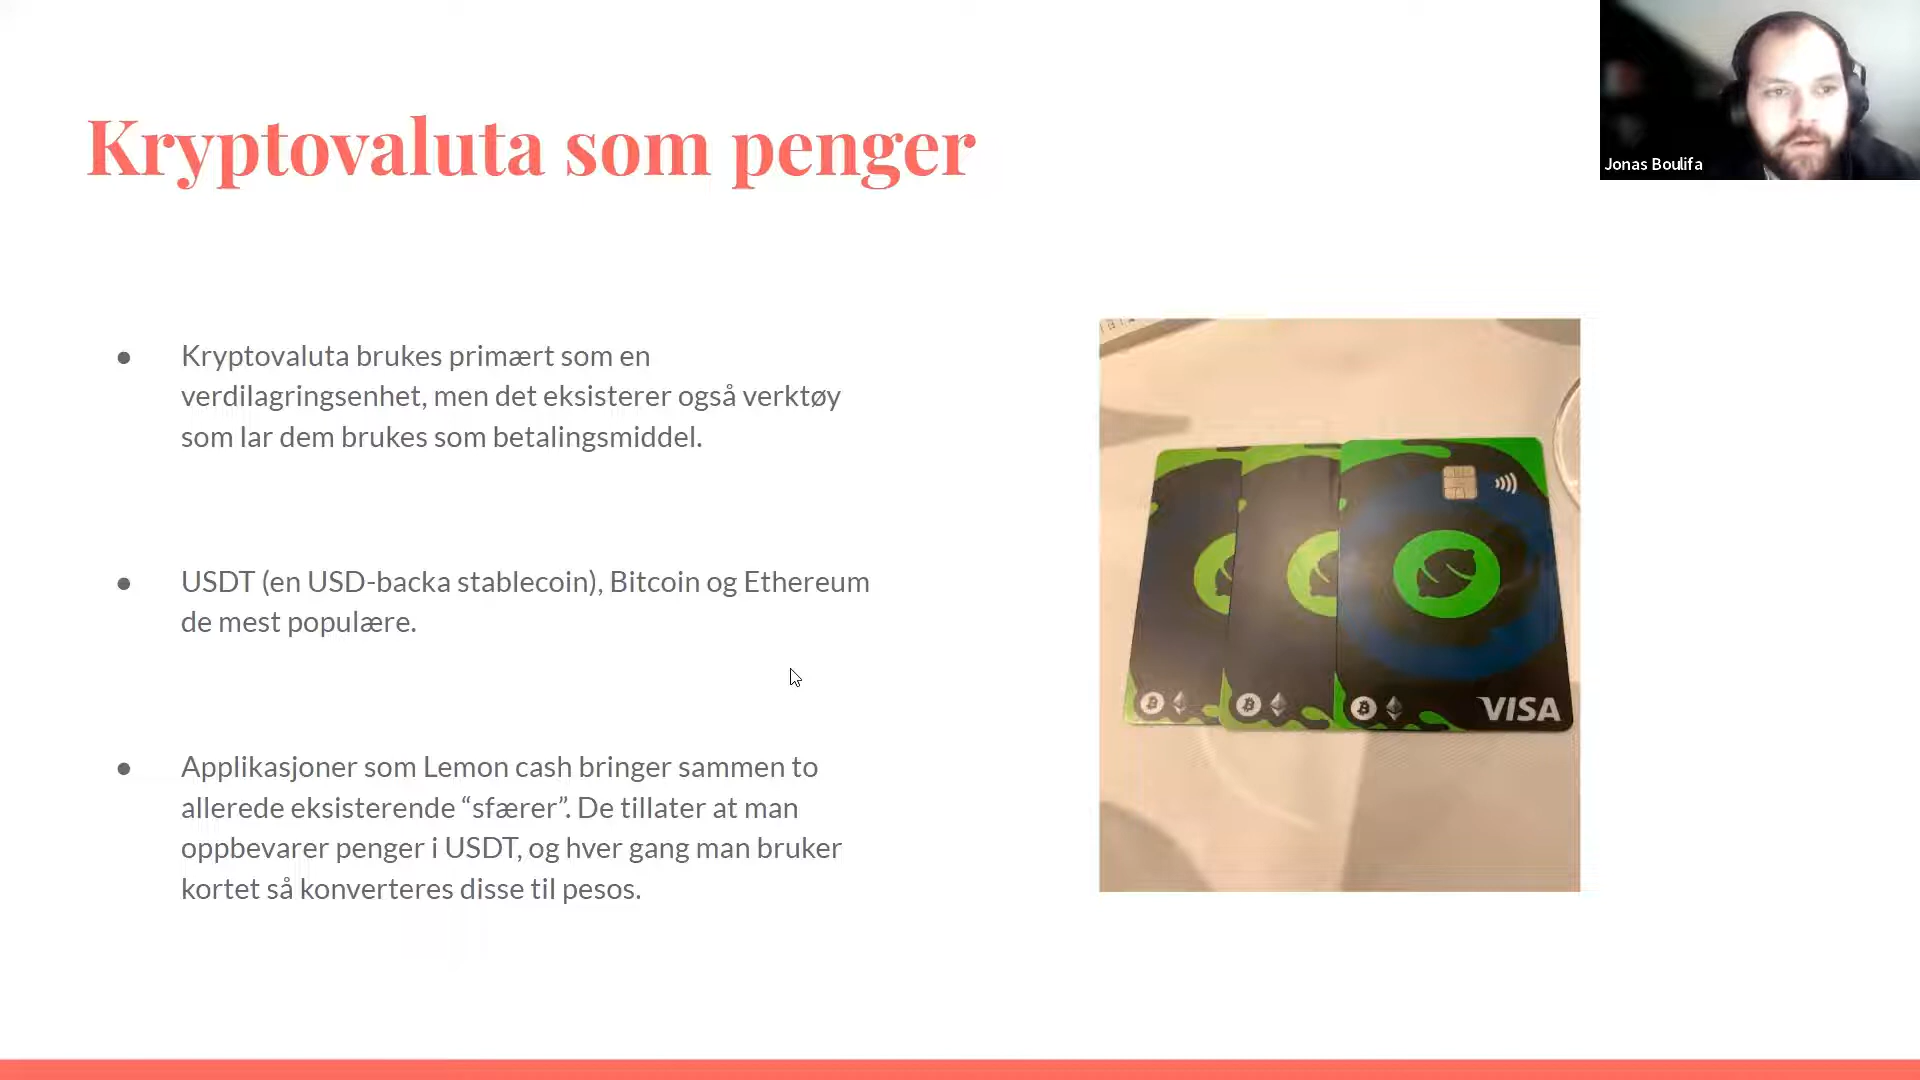 Kryptovaluta som penger
Jonas Boulifa
● Kryptovaluta brukes primært som en
verdilagringsenhet, men det eksisterer også verktøy
som lar dem brukes som betalingsmiddel.
● USDT (en USD-backa stablecoin), Bitcoin og Ethereum
de mest populære.
● Applikasjoner som Lemon cash bringer sammen to
allerede eksisterende “sfærer”. De tillater at man
oppbevarer penger i USDT, og hver gang man bruker
kortet så konverteres disse til pesos.
VISA